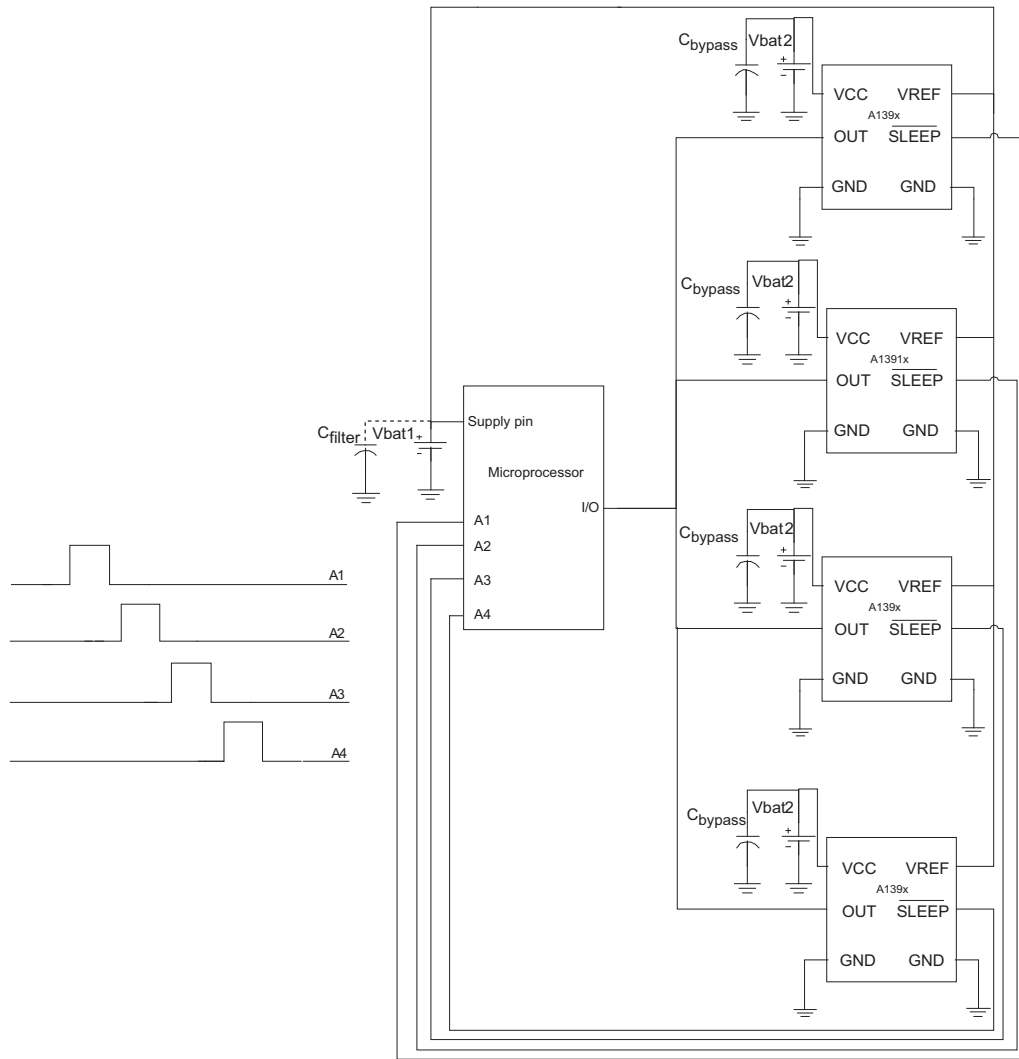 Cbypass Vbat2
+
-
VCC VREF
A139x
OUT SLEEP
GND GND
Cbypass Vbat2
+
-
VCC VREF
A1391x
OUT SLEEP
GND GND
Cfilter Vbat1
+
-
Supply pin
Microprocessor
I/O
A1
A2
A3
A4
Cbypass Vbat2
+
-
VCC VREF
A139x
OUT SLEEP
GND GND
A1
A2
A3
A4
Cbypass Vbat2
+
-
VCC VREF
A139x
OUT SLEEP
GND GND